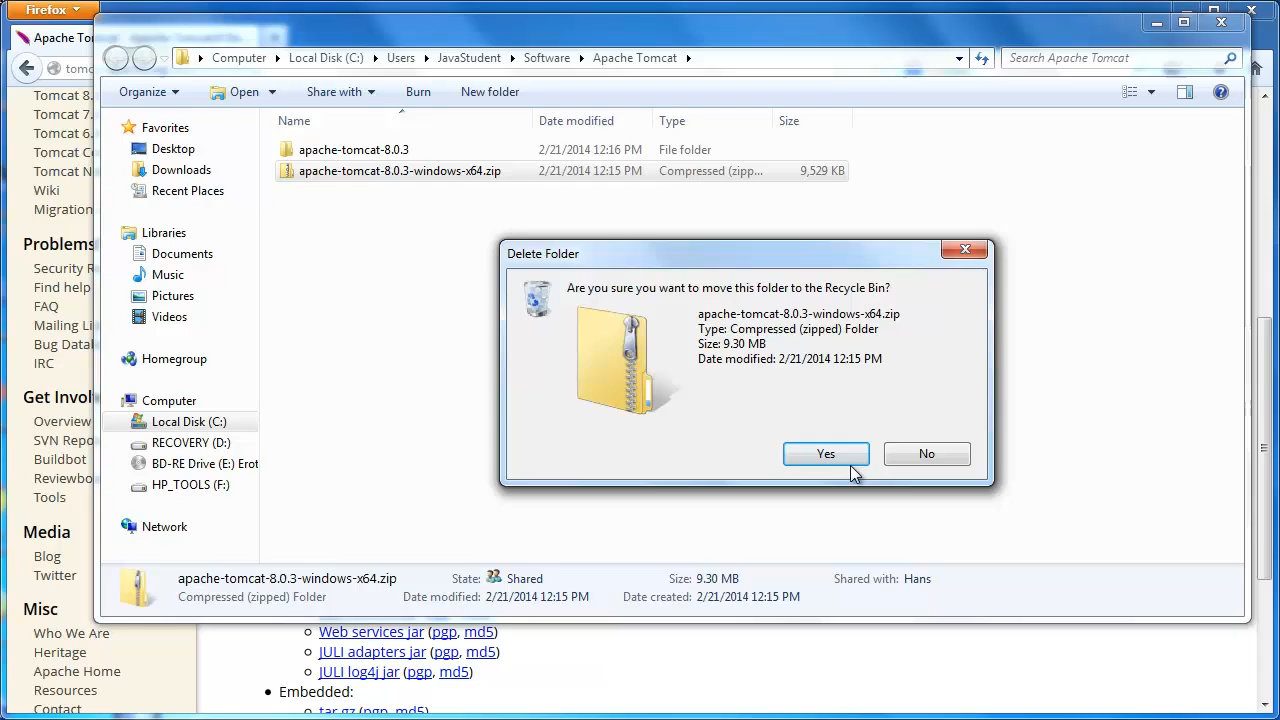 Firefox
Apache Tomc
tomc
Computer
Local Disk (C:)
Users
JavaStudent
Software
Apache Tomcat
Search Apache Tomcat
Organize
Open
Share with
Burn
New folder
Tomcat 8.
Tomcat 7.
Tomcat 6.
Tomcat Co
Tomcat N
Wiki
Migration
Problems
Security R
Find help
FAQ
Mailing Li
Bug Datab
IRC
Get Invol
Overview
SVN Repo
Buildbot
Reviewboa
Tools
Media
Blog
Twitter
Misc
Who We Are
Heritage
Apache Home
Resources
Contact
Favorites
Desktop
Downloads
Recent Places
Libraries
Documents
Music
Pictures
Videos
Homegroup
Computer
Local Disk (C:)
RECOVERY (D:)
BD-RE Drive (E:) Erot
HP_TOOLS (F:)
Network
Name Date modified Type Size
apache-tomcat-8.0.3 2/21/2014 12:16 PM File folder
apache-tomcat-8.0.3-windows-x64.zip 2/21/2014 12:15 PM Compressed (zipp... 9,529 KB
Delete Folder
Are you sure you want to move this folder to the Recycle Bin?
apache-tomcat-8.0.3-windows-x64.zip
Type: Compressed (zipped) Folder
Size: 9.30 MB
Date modified: 2/21/2014 12:15 PM
Yes No
apache-tomcat-8.0.3-windows-x64.zip State: Shared Size: 9.30 MB Shared with: Hans
Compressed (zipped) Folder Date modified: 2/21/2014 12:15 PM Date created: 2/21/2014 12:15 PM
Web services jar (pgp, md5)
JULI adapters jar (pgp, md5)
JULI log4j jar (pgp, md5)
Embedded:
tar.gz (pgp, md5)